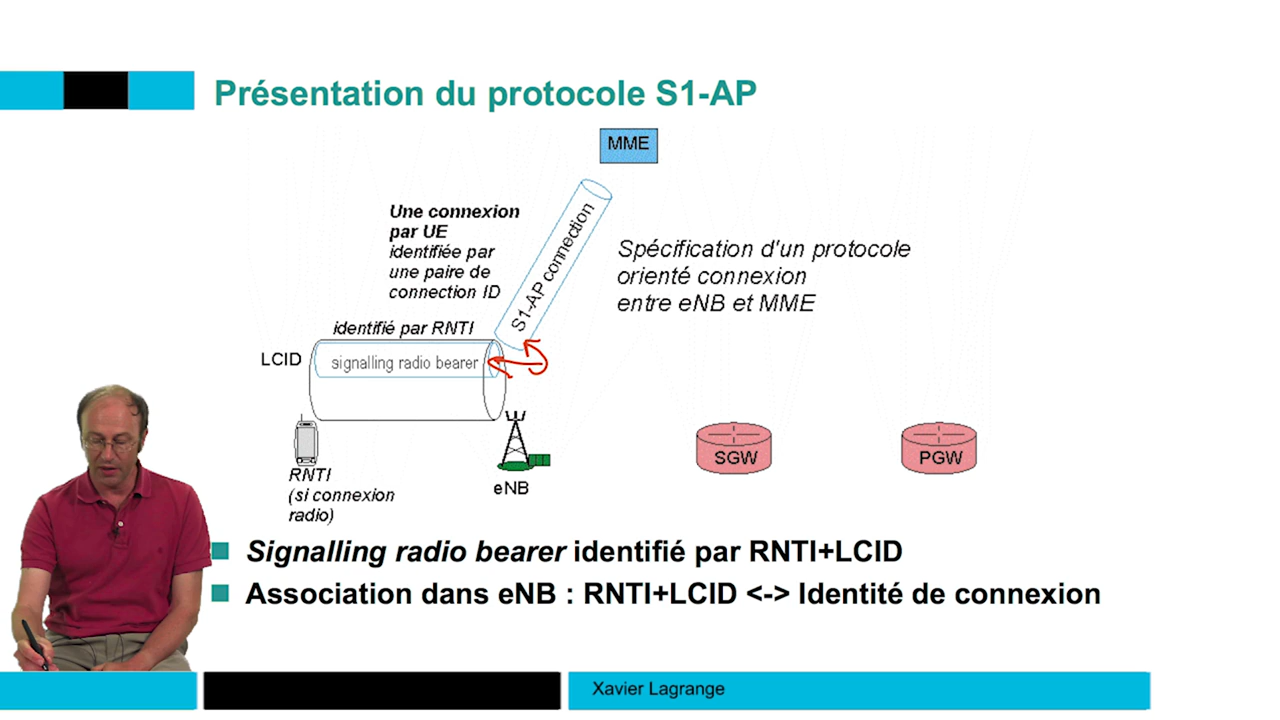 Présentation du protocole S1-AP
MME
Une connexion
par UE
identifiée par
une paire de
connection ID
S1-AP connection
Spécification d'un protocole
orienté connexion
entre eNB et MME
identifié par RNTI
LCID
signalling radio bearer
SGW
PGW
RNTI
(si connexion
radio)
eNB
Signalling radio bearer identifié par RNTI+LCID
Association dans eNB : RNTI+LCID <-> Identité de connexion
Xavier Lagrange